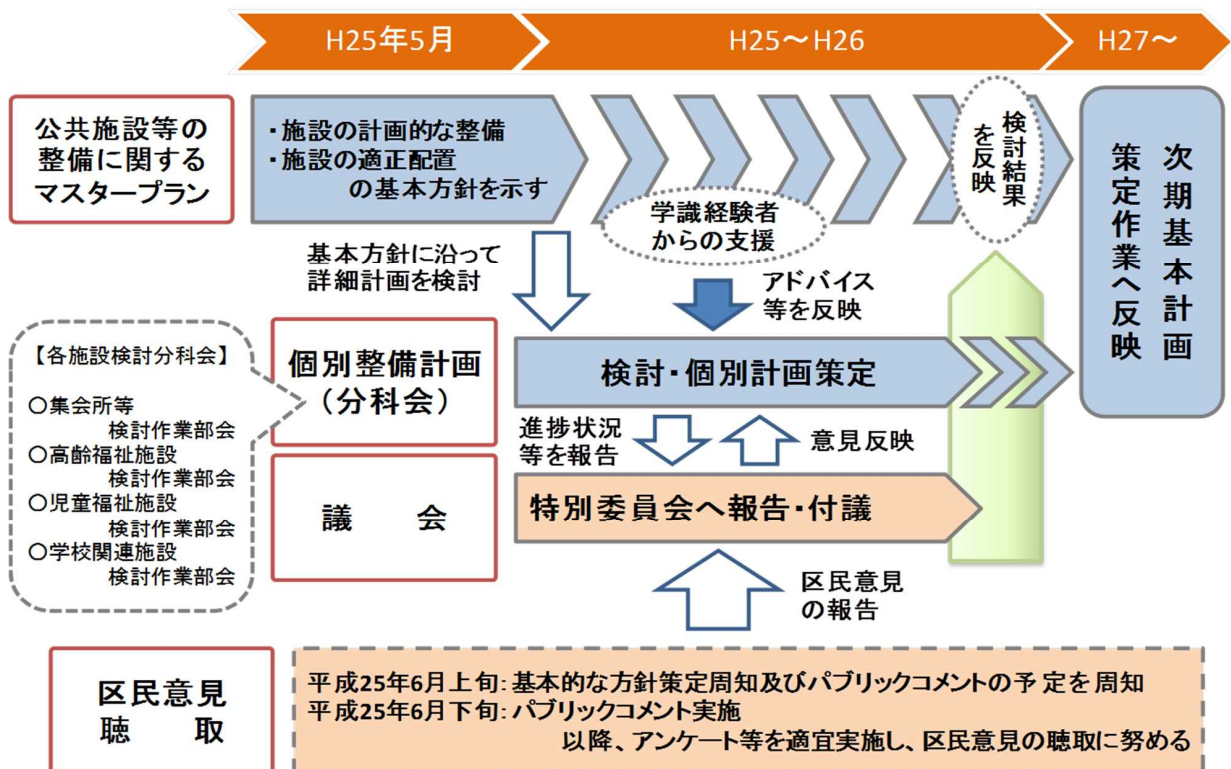 H25年5月
H25～H26
H27～
公共施設等の
整備に関する
マスタープラン
・施設の計画的な整備
・施設の適正配置
の基本方針を示す
検討結果
を反映
次期基本計画
策定作業へ反映
学識経験者
からの支援
基本方針に沿って
詳細計画を検討
アドバイス
等を反映
【各施設検討分科会】
○集会所等
検討作業部会
○高齢福祉施設
検討作業部会
○児童福祉施設
検討作業部会
○学校関連施設
検討作業部会
個別整備計画
（分科会）
検討・個別計画策定
進捗状況
等を報告
意見反映
議　会
特別委員会へ報告・付議
区民意見
の報告
区民意見
聴　取
平成25年6月上旬：基本的な方針策定周知及びパブリックコメントの予定を周知
平成25年6月下旬：パブリックコメント実施
以降、アンケート等を適宜実施し、区民意見の聴取に努める